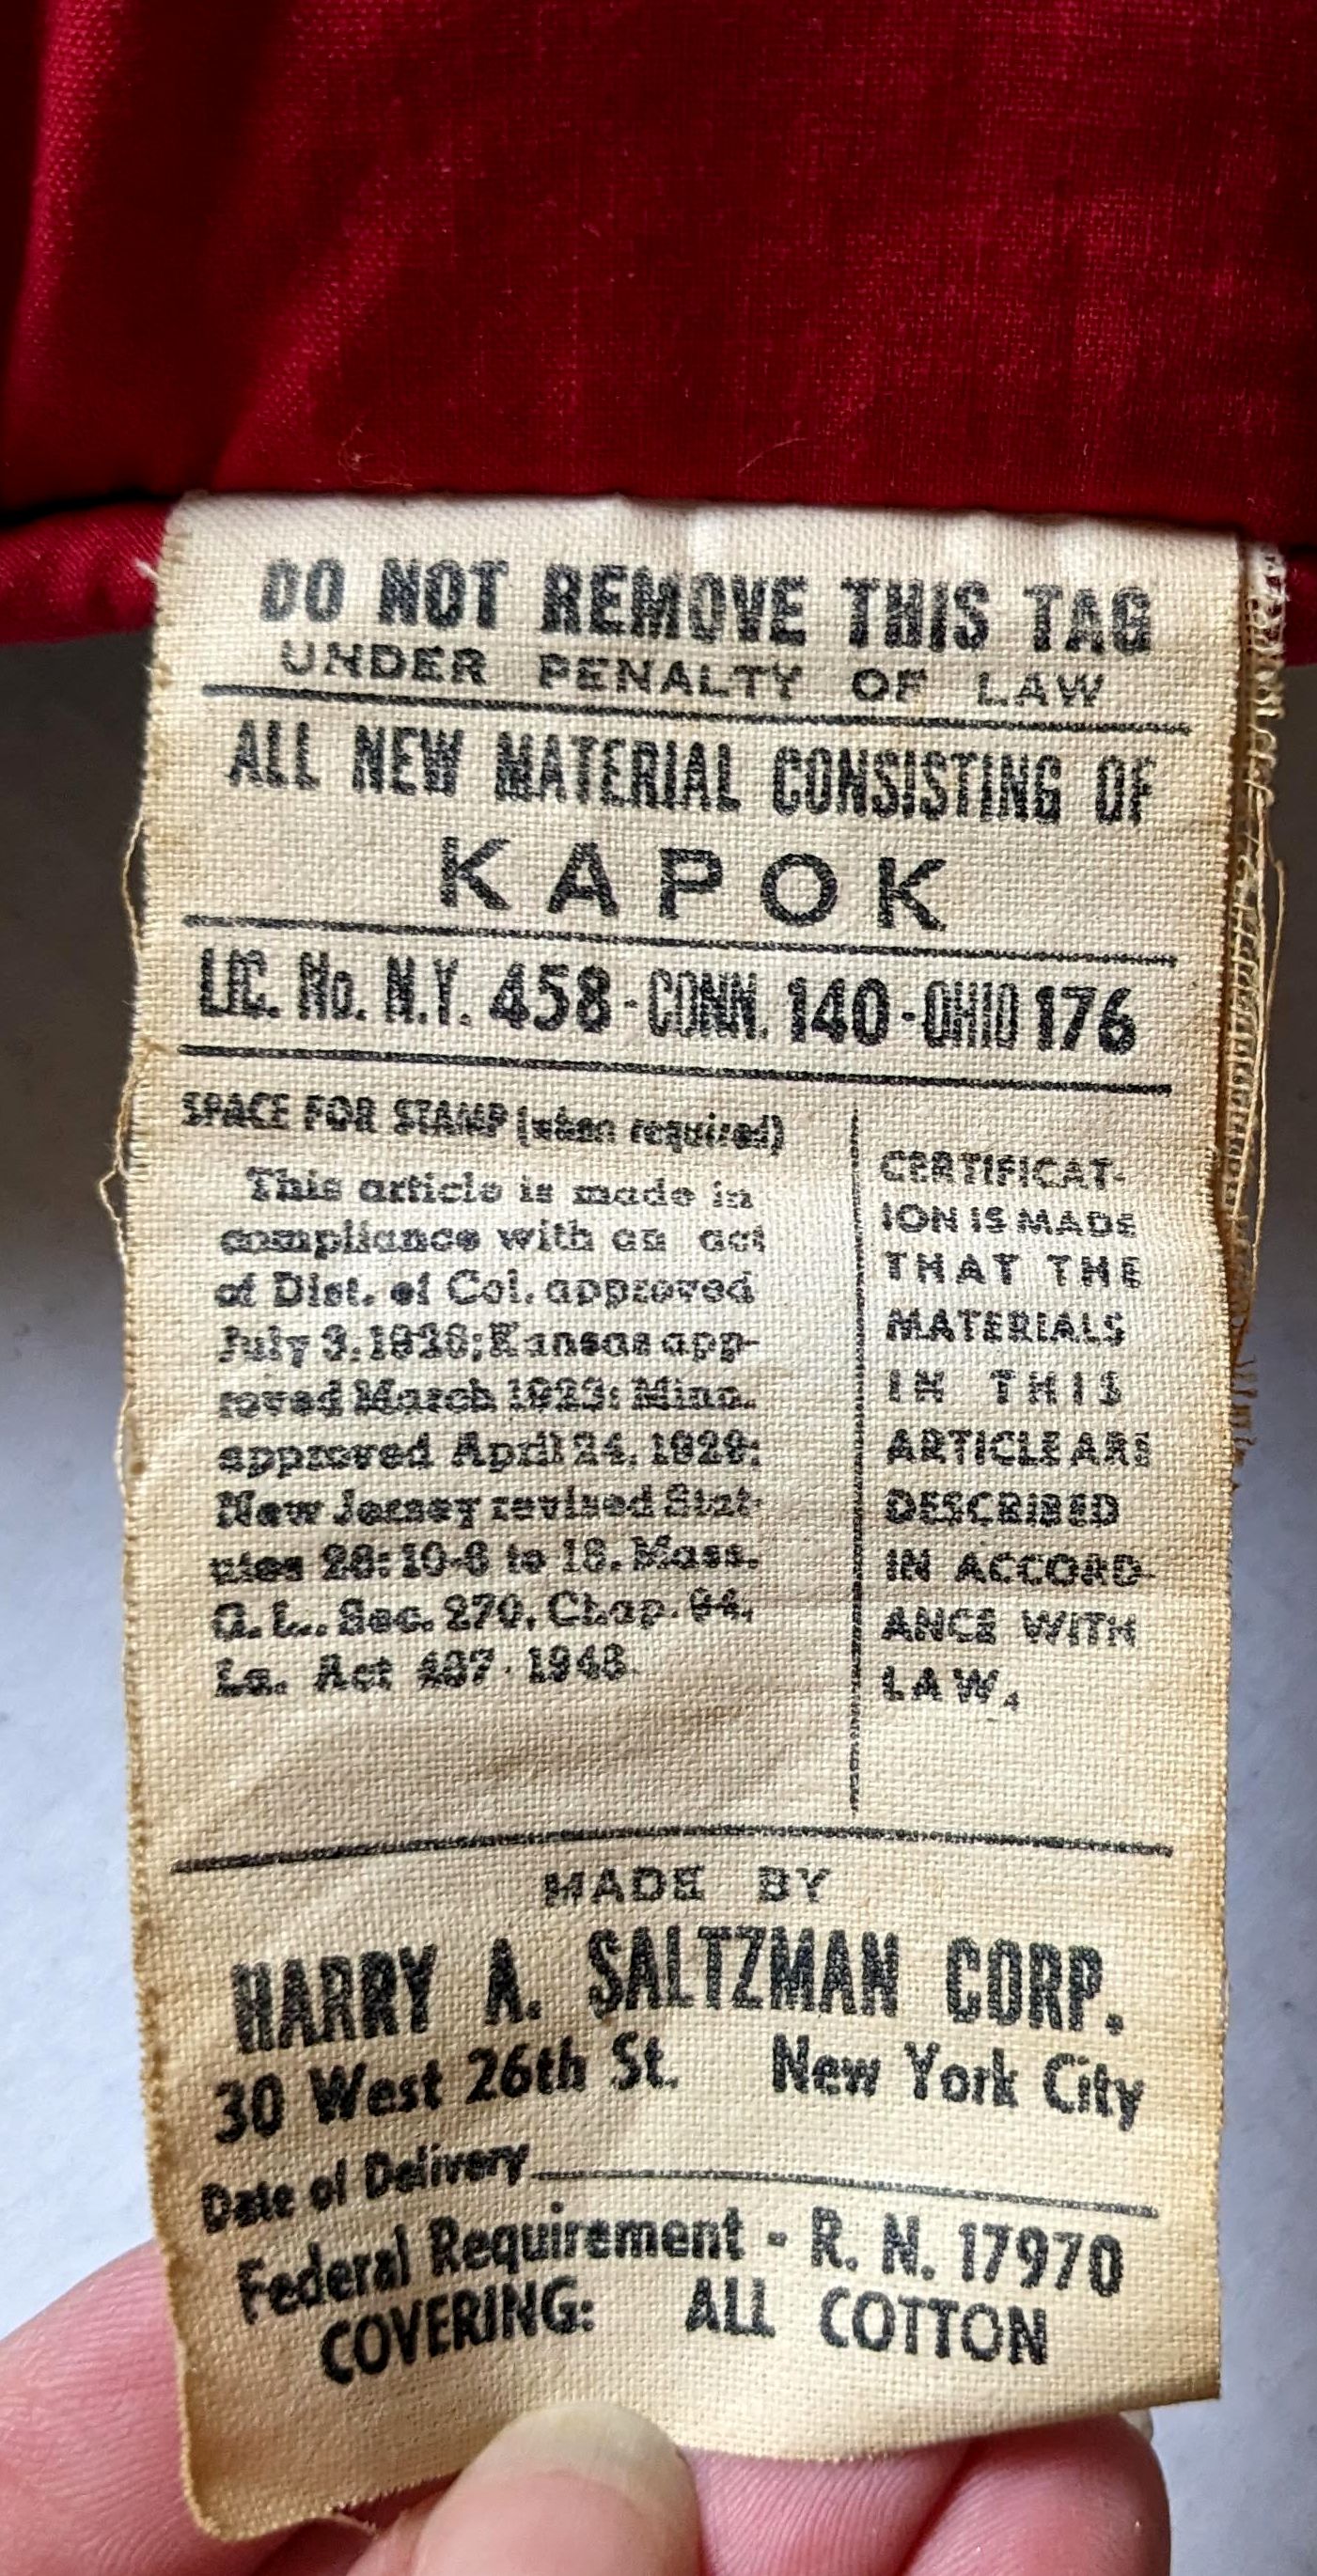 DO NOT REMOVE THIS TAG
UNDER PENALTY OF LAW
ALL NEW MATERIAL CONSISTING OF
KAPOK
LIC. No. N.Y. 458 - CONN. 140 - OHIO 176
SPACE FOR STAMP (when required)
This article is made in
compliance with an act
of Dist. of Col. approved
July 3, Kansas app-
roved March 1923; Minn.
approved April 24, 1929;
New Jersey revised Stat-
utes 26:10-6 to 18. Mass.
G. L. Sec. 270, Chap. 94.
La. Act 467 - 1948.
CERTIFICAT-
ION IS MADE
THAT THE
MATERIALS
IN THIS
ARTICLE ARE
DESCRIBED
IN ACCORD-
ANCE WITH
LAW.
MADE BY
HARRY A. SALTZMAN CORP.
30 West 26th St. New York City
Date of Delivery
Federal Requirement - R. N. 17970
COVERING: ALL COTTON